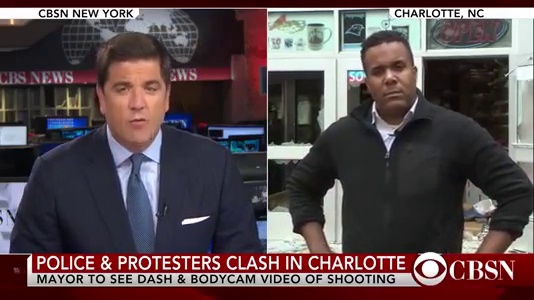 CBSN NEW YORK
CHARLOTTE, NC
CBS NEWS
POLICE & PROTESTERS CLASH IN CHARLOTTE
MAYOR TO SEE DASH & BODYCAM VIDEO OF SHOOTING
CBSN